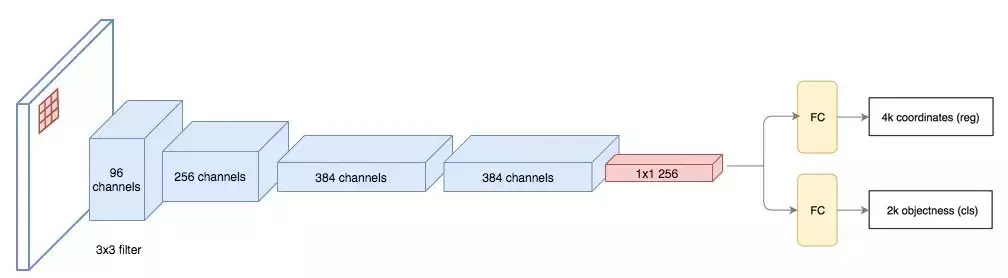 96
channels
256 channels
384 channels
384 channels
1x1 256
3x3 filter
FC
4k coordinates (reg)
FC
2k objectness (cls)